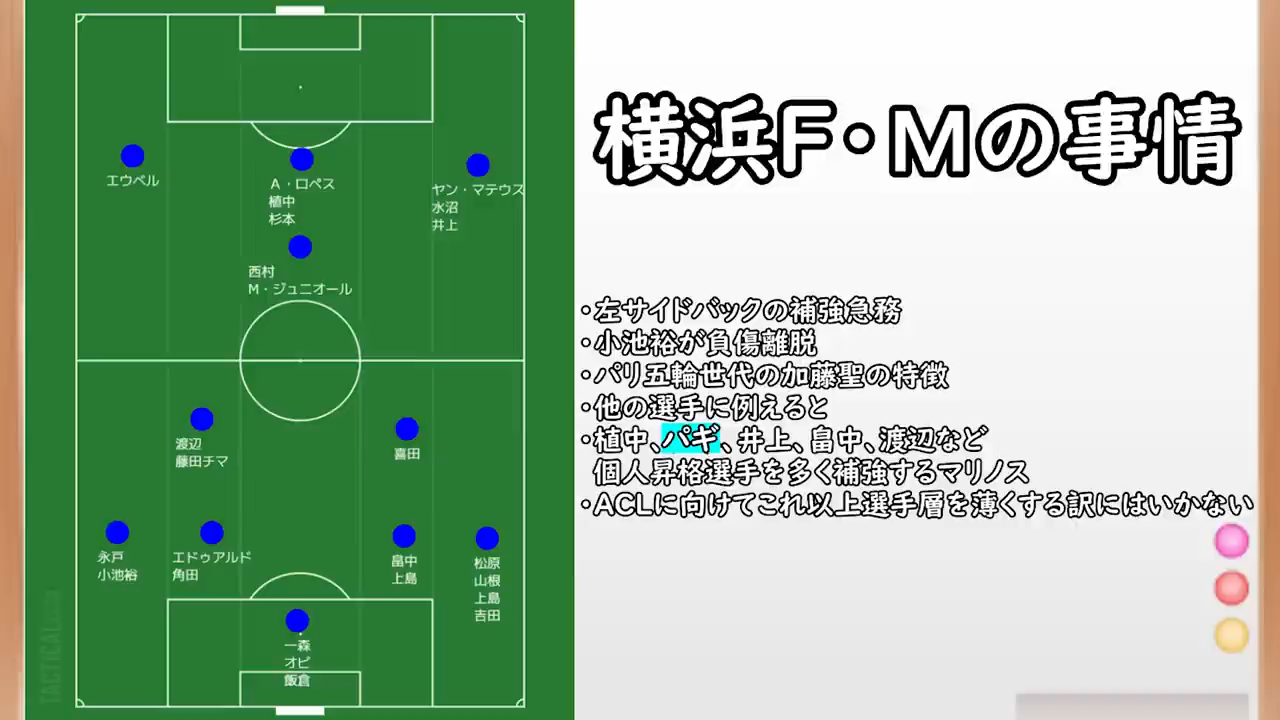 横浜F・Mの事情
エウベル
A・ロペス
植中
杉本
ヤン・マテウス
水沼
井上
西村
M・ジュニオール
渡辺
藤田チマ
喜田
永戸
小池裕
エドゥアルド
角田
畠中
上島
松原
山根
上島
吉田
一森
オビ
飯倉
・左サイドバックの補強急務
・小池裕が負傷離脱
・パリ五輪世代の加藤聖の特徴
・他の選手に例えると
・植中、パギ、井上、畠中、渡辺など
個人昇格選手を多く補強するマリノス
・ACLに向けてこれ以上選手層を薄くする訳にはいかない